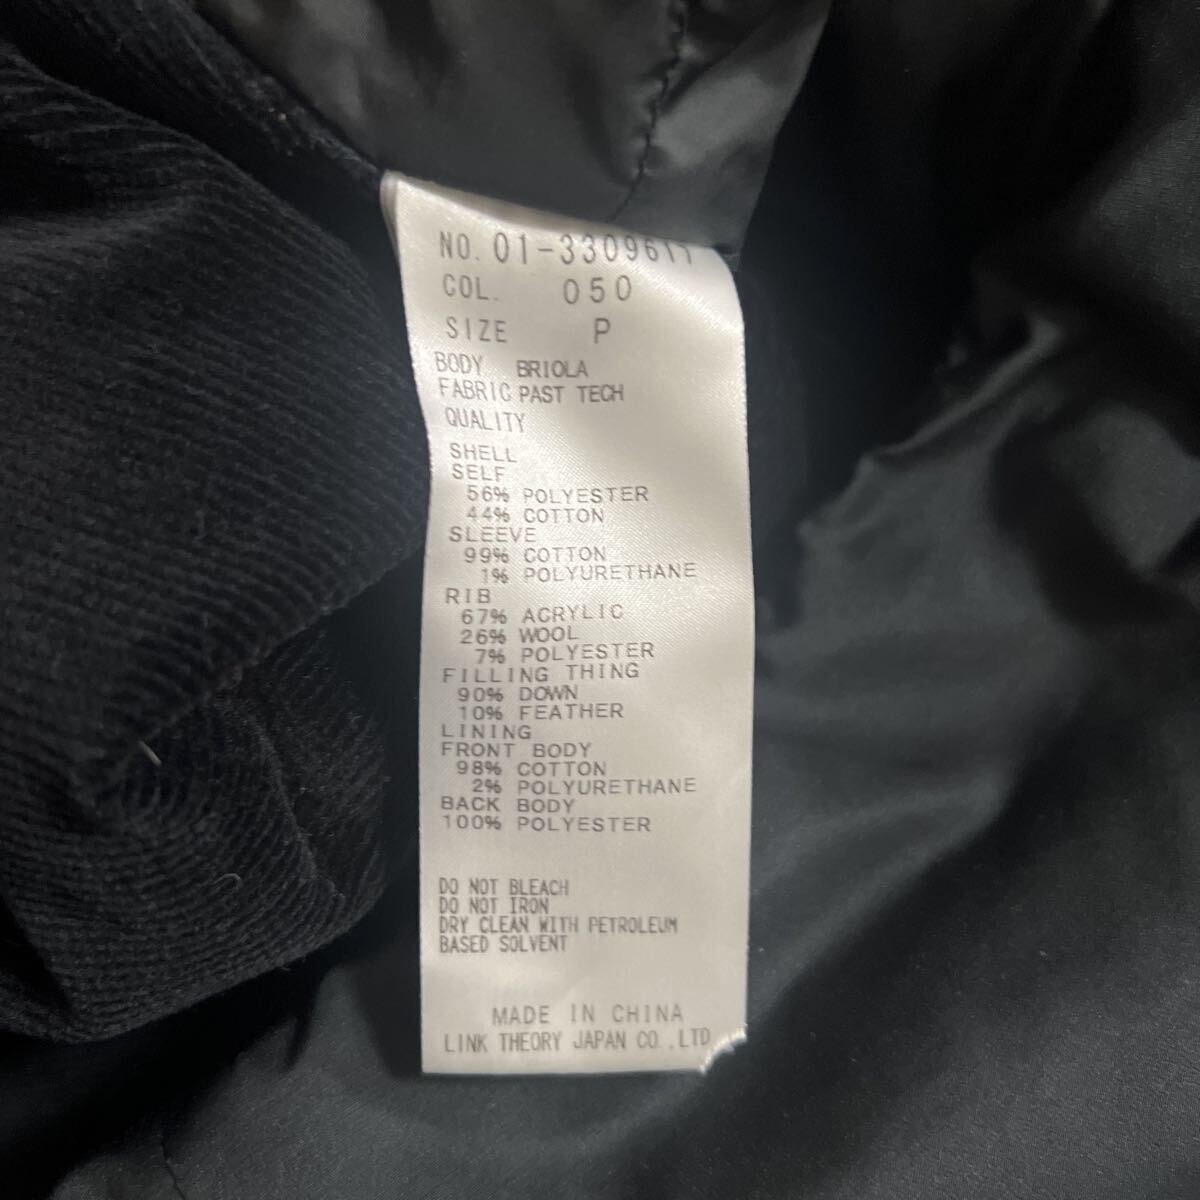 NO. 01-3309611
COL. 050
SIZE P
BODY BRIOLA
FABRIC PAST TECH
QUALITY
SHELL
SELF
56% POLYESTER
44% COTTON
SLEEVE
99% COTTON
1% POLYURETHANE
RIB
67% ACRYLIC
26% WOOL
7% POLYESTER
FILLING THING
90% DOWN
10% FEATHER
LINING
FRONT BODY
98% COTTON
2% POLYURETHANE
BACK BODY
100% POLYESTER
DO NOT BLEACH
DO NOT IRON
DRY CLEAN WITH PETROLEUM
BASED SOLVENT
MADE IN CHINA
LINK THEORY JAPAN CO.,LTD